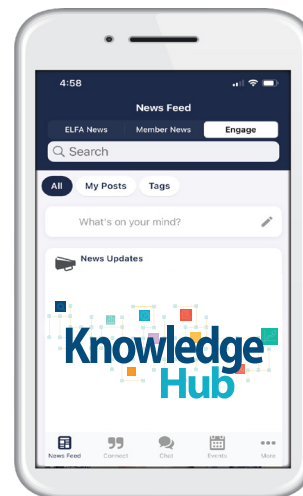 4:58
News Feed
ELFA News Member News Engage
Search
All My Posts Tags
What's on your mind?
News Updates
Knowledge
Hub
News Feed Connect Chat Events More